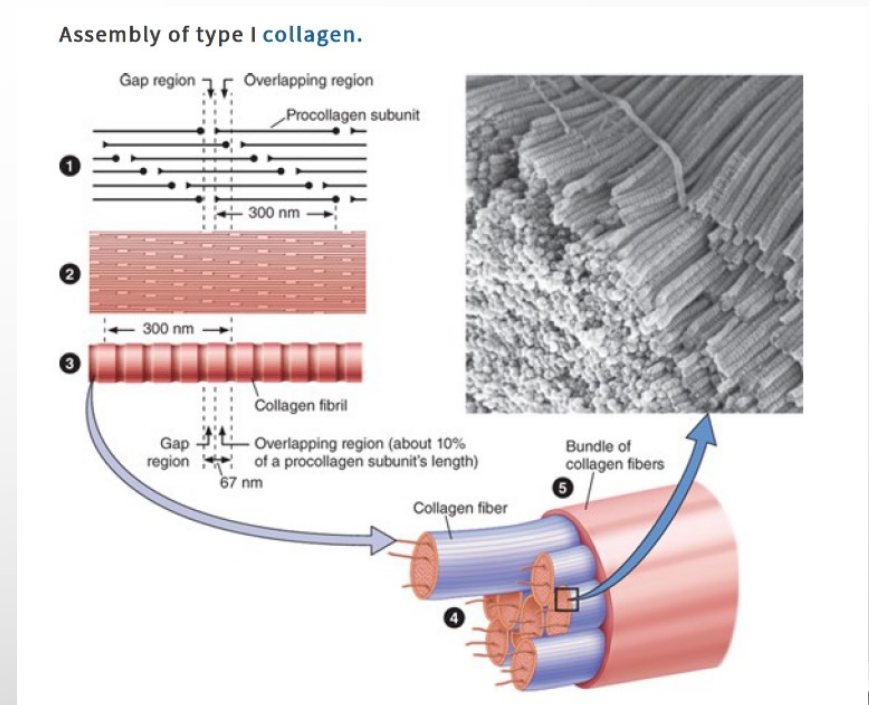 Assembly of type I collagen.
Gap region
Overlapping region
Procollagen subunit
1
300 nm
2
300 nm
3
Collagen fibril
Gap
region
Overlapping region (about 10%
of a procollagen subunit's length)
67 nm
Bundle of
collagen fibers
5
Collagen fiber
4